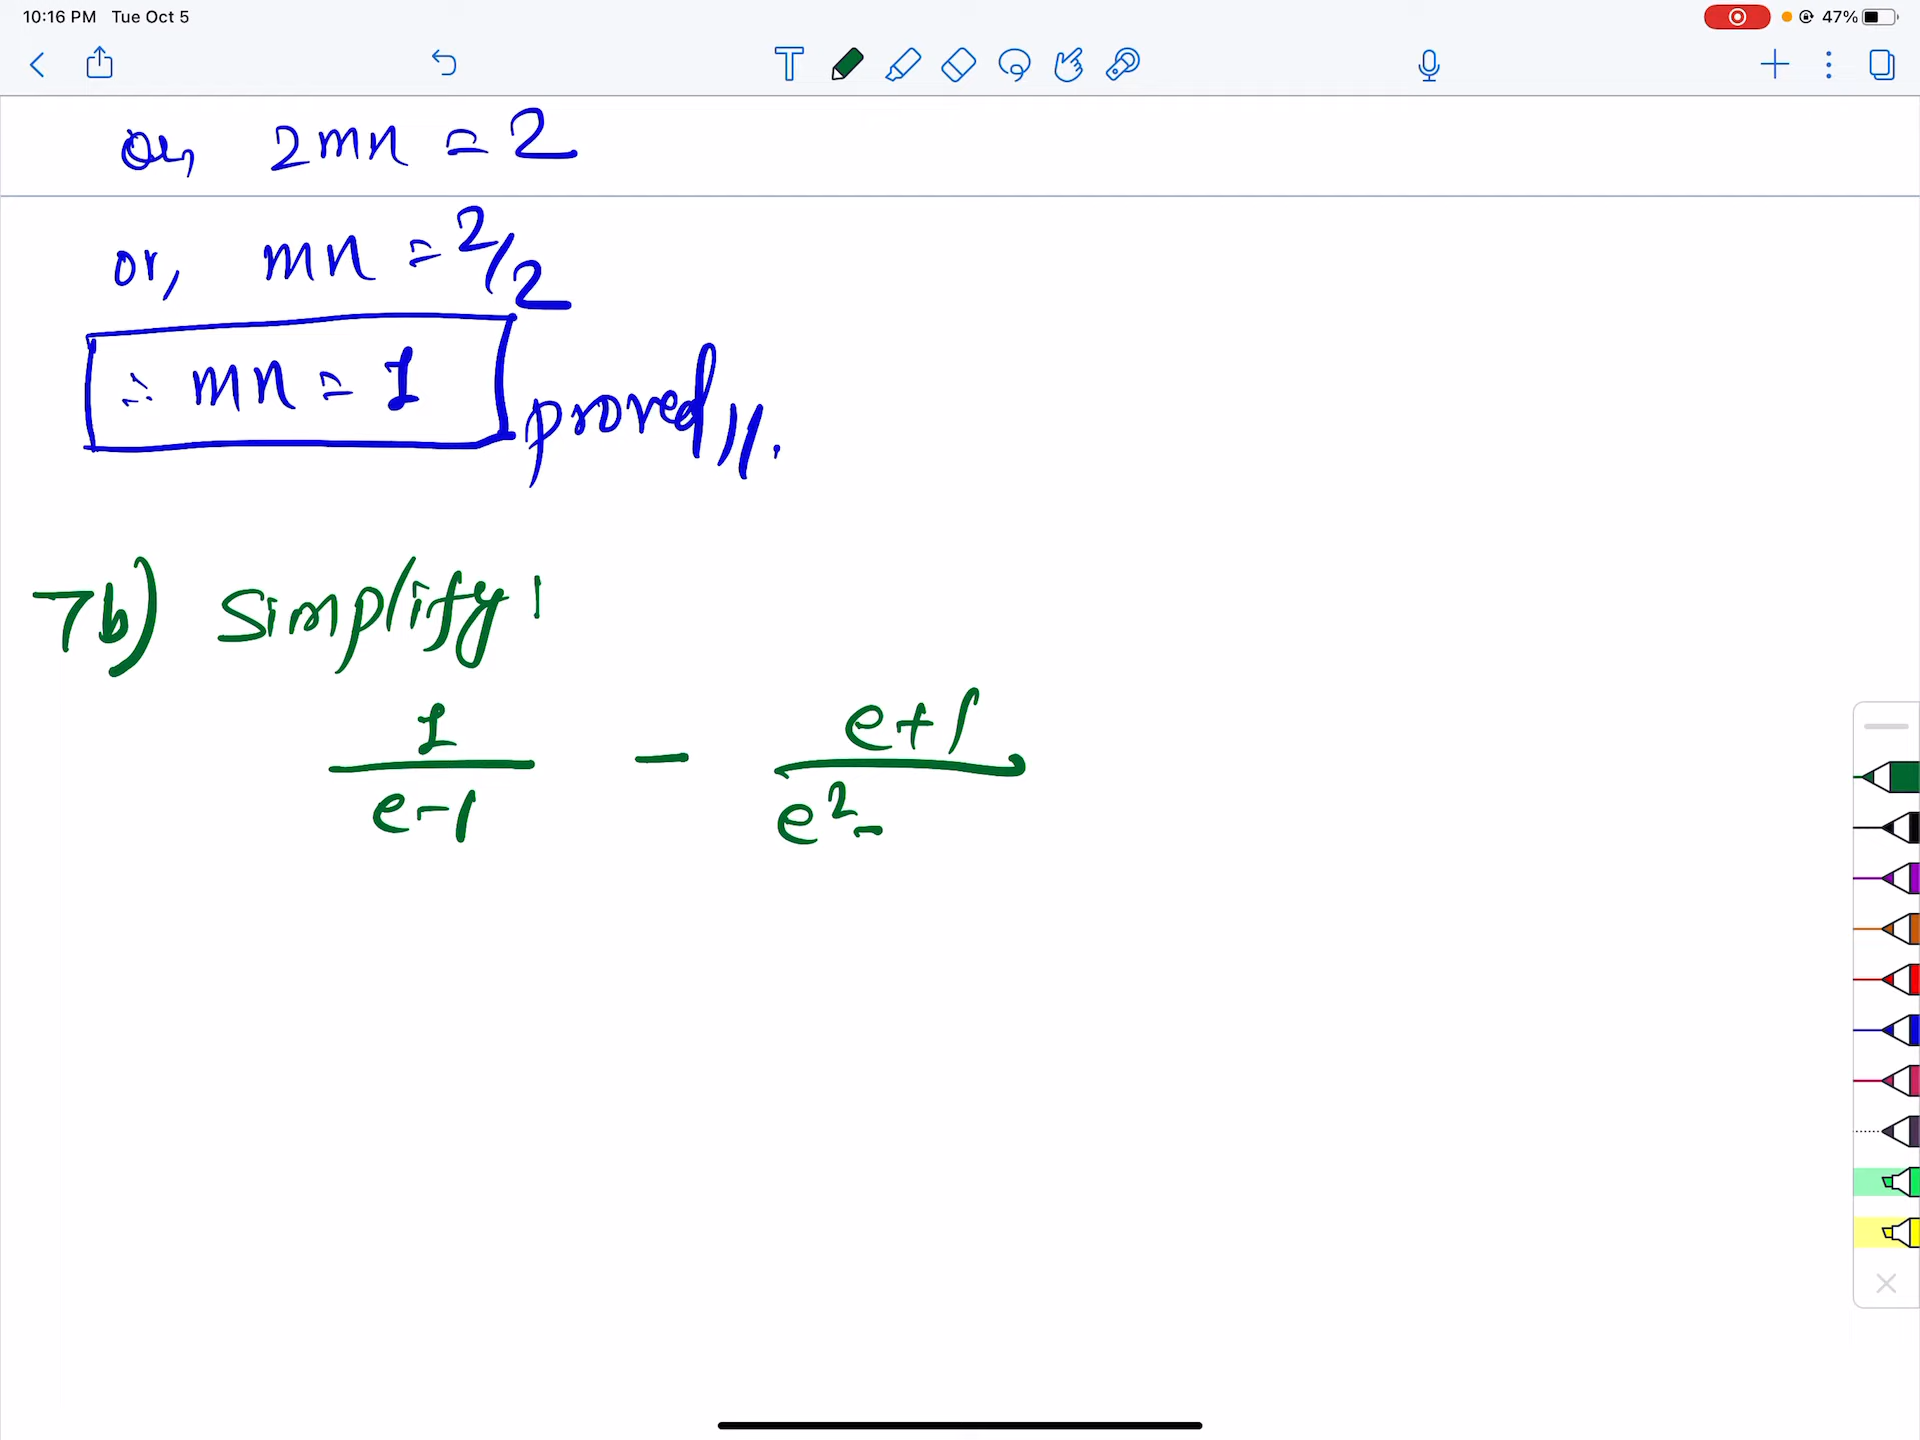 10:16 PM Tue Oct 5 47%
or, 2mn = 2
or, mn = 2/2
∴ mn = 1 proved //.
7b) Simplify :
1/(e-1) - (e+1)/(e² -